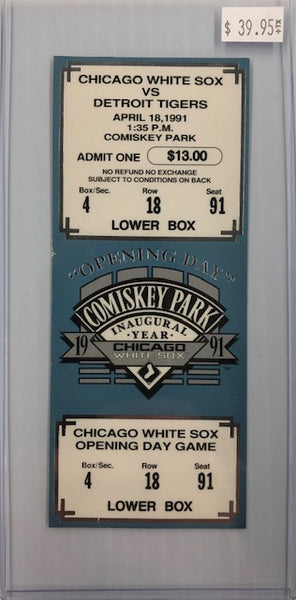 $ 39.95
CHICAGO WHITE SOX
VS
DETROIT TIGERS
APRIL 18,1991
1:35 P.M.
COMISKEY PARK
ADMIT ONE $13.00
NO REFUND NO EXCHANGE
SUBJECT TO CONDITIONS ON BACK
Box/Sec. Row Seat
4 18 91
LOWER BOX
"OPENING DAY"
COMISKEY PARK
INAUGURAL
·YEAR·
19 CHICAGO 91
WHITE SOX
TM
CHICAGO WHITE SOX
OPENING DAY GAME
Box/Sec. Row Seat
4 18 91
LOWER BOX